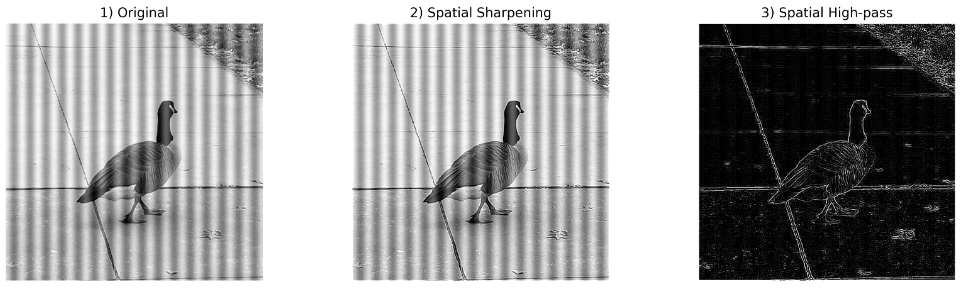 1) Original
2) Spatial Sharpening
3) Spatial High-pass